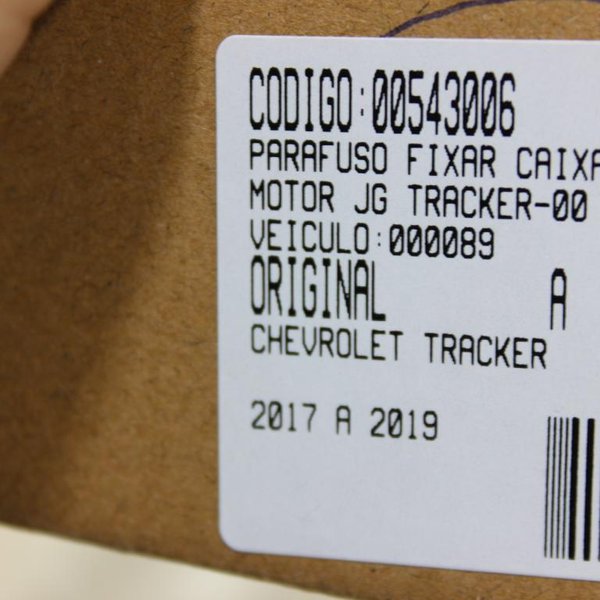 CODIGO:00543006
PARAFUSO FIXAR CAIXA
MOTOR JG TRACKER-00
VEICULO:000089
ORIGINAL A
CHEVROLET TRACKER
2017 A 2019